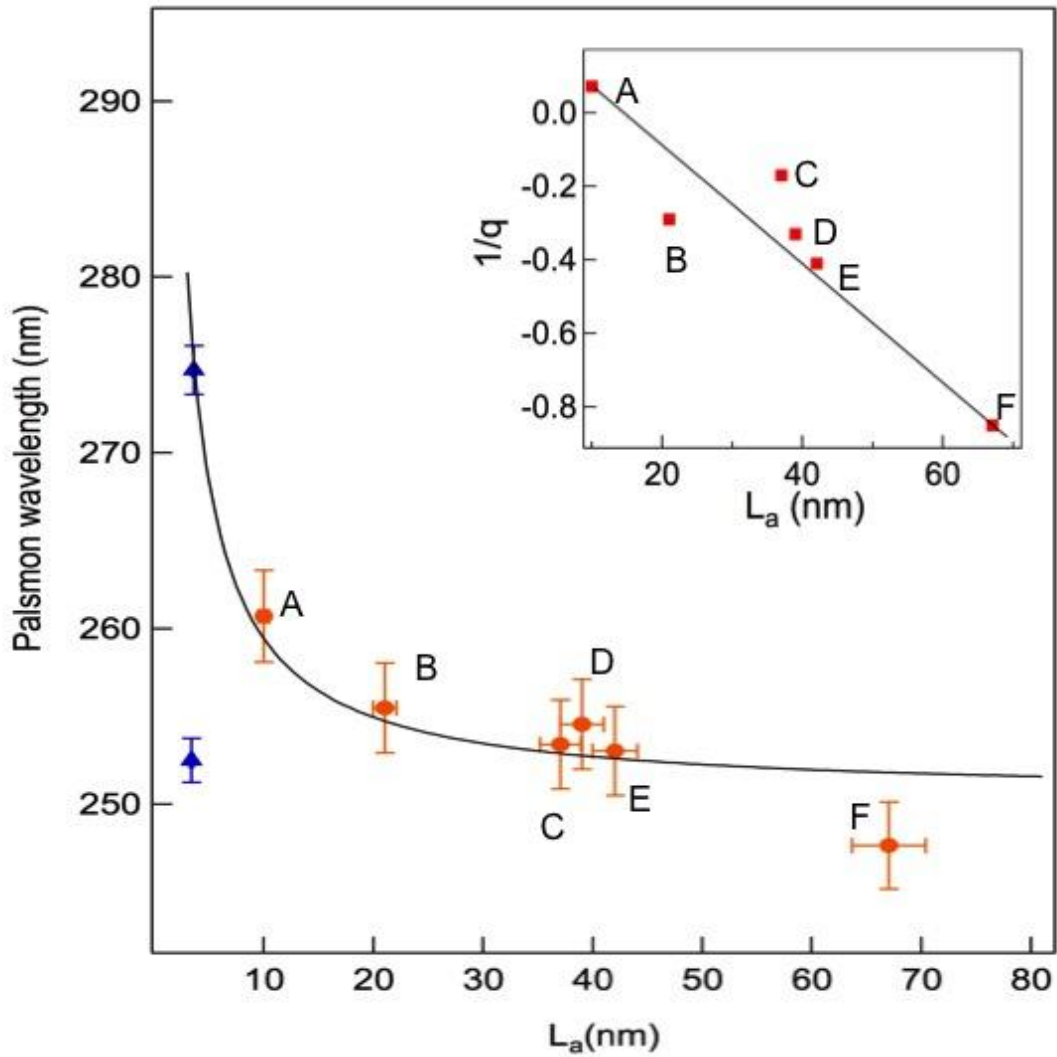 Palsmon wavelength (nm)
290
280
270
260
250
10 20 30 40 50 60 70 80
Lₐ(nm)
A
B
C
D
E
F
1/q
0.0
-0.2
-0.4
-0.6
-0.8
20 40 60
Lₐ (nm)
A
B
C
D
E
F